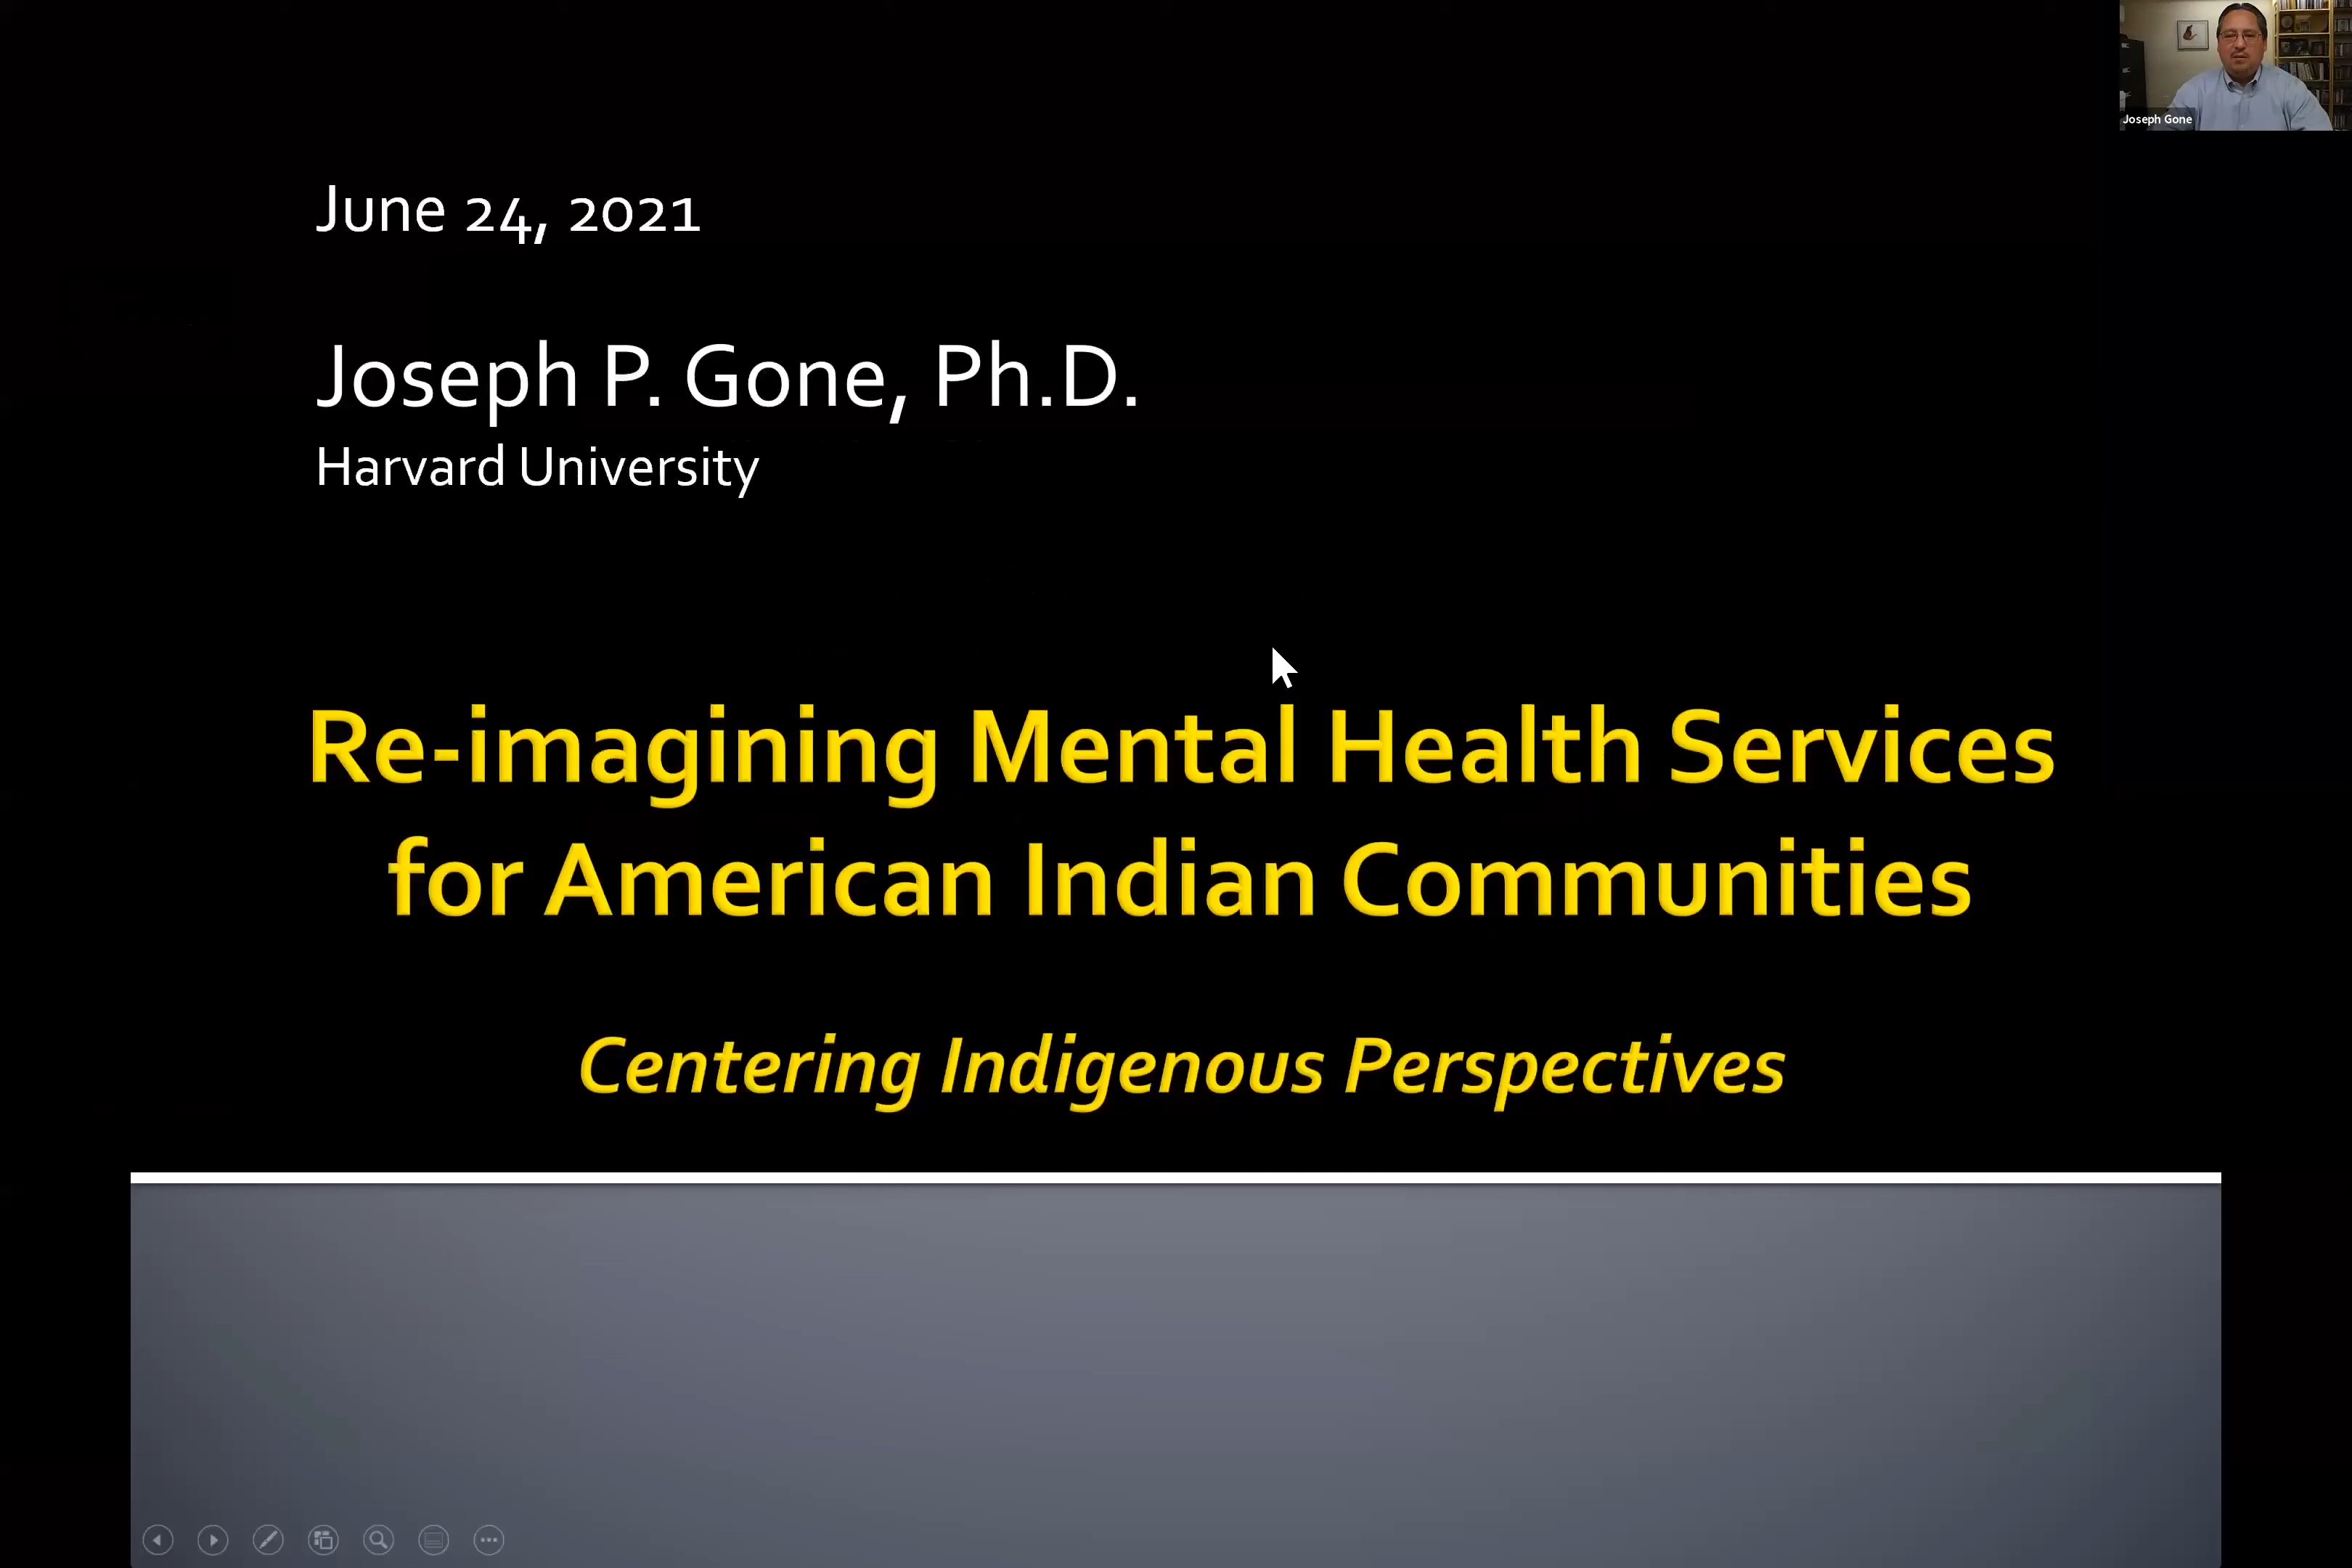 Joseph Gone
June 24, 2021
Joseph P. Gone, Ph.D.
Harvard University
Re-imagining Mental Health Services
for American Indian Communities
Centering Indigenous Perspectives